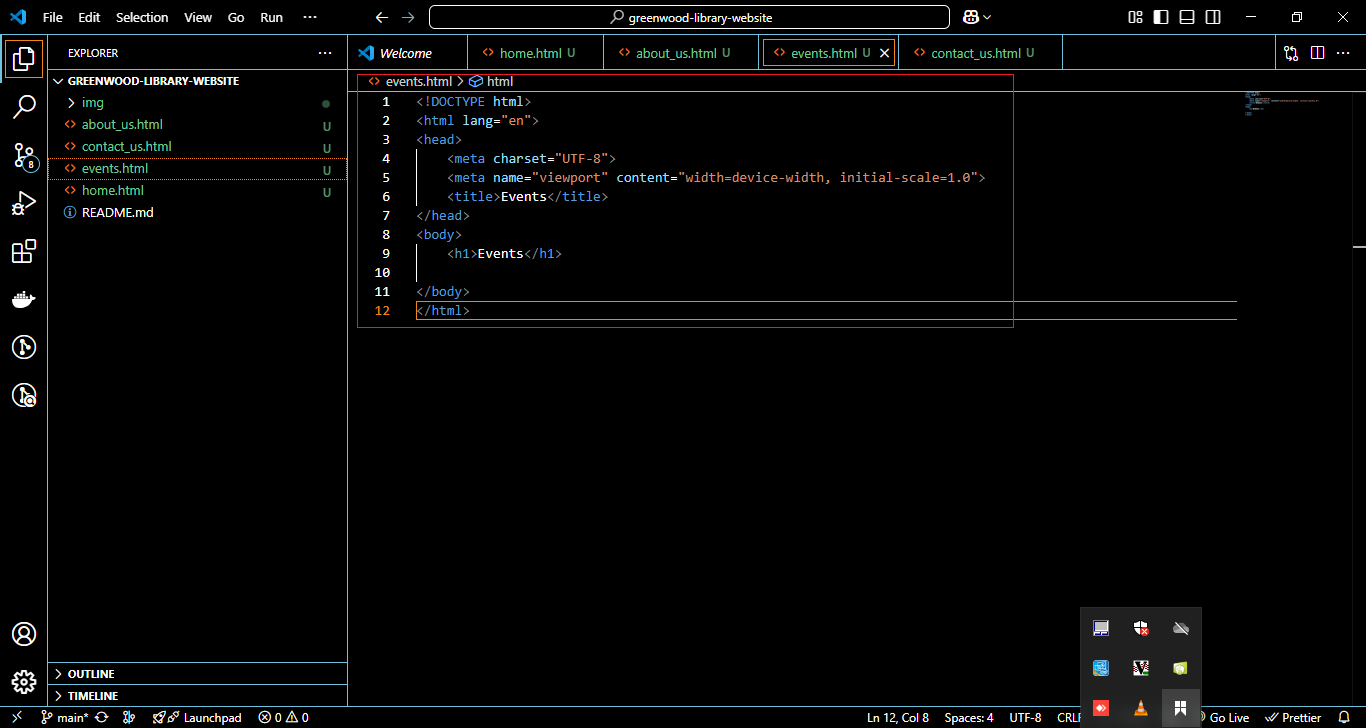 File Edit Selection View Go Run ···
greenwood-library-website
EXPLORER ···
GREENWOOD-LIBRARY-WEBSITE
img
about_us.html U
contact_us.html U
events.html U
home.html U
README.md
8
OUTLINE
TIMELINE
Welcome
home.html U
about_us.html U
events.html U
contact_us.html U
events.html > html
1 <!DOCTYPE html>
2 <html lang="en">
3 <head>
4 <meta charset="UTF-8">
5 <meta name="viewport" content="width=device-width, initial-scale=1.0">
6 <title>Events</title>
7 </head>
8 <body>
9 <h1>Events</h1>
10
11 </body>
12 </html>
main* Launchpad 0 0 Ln 12, Col 8 Spaces: 4 UTF-8 CRLF Go Live Prettier